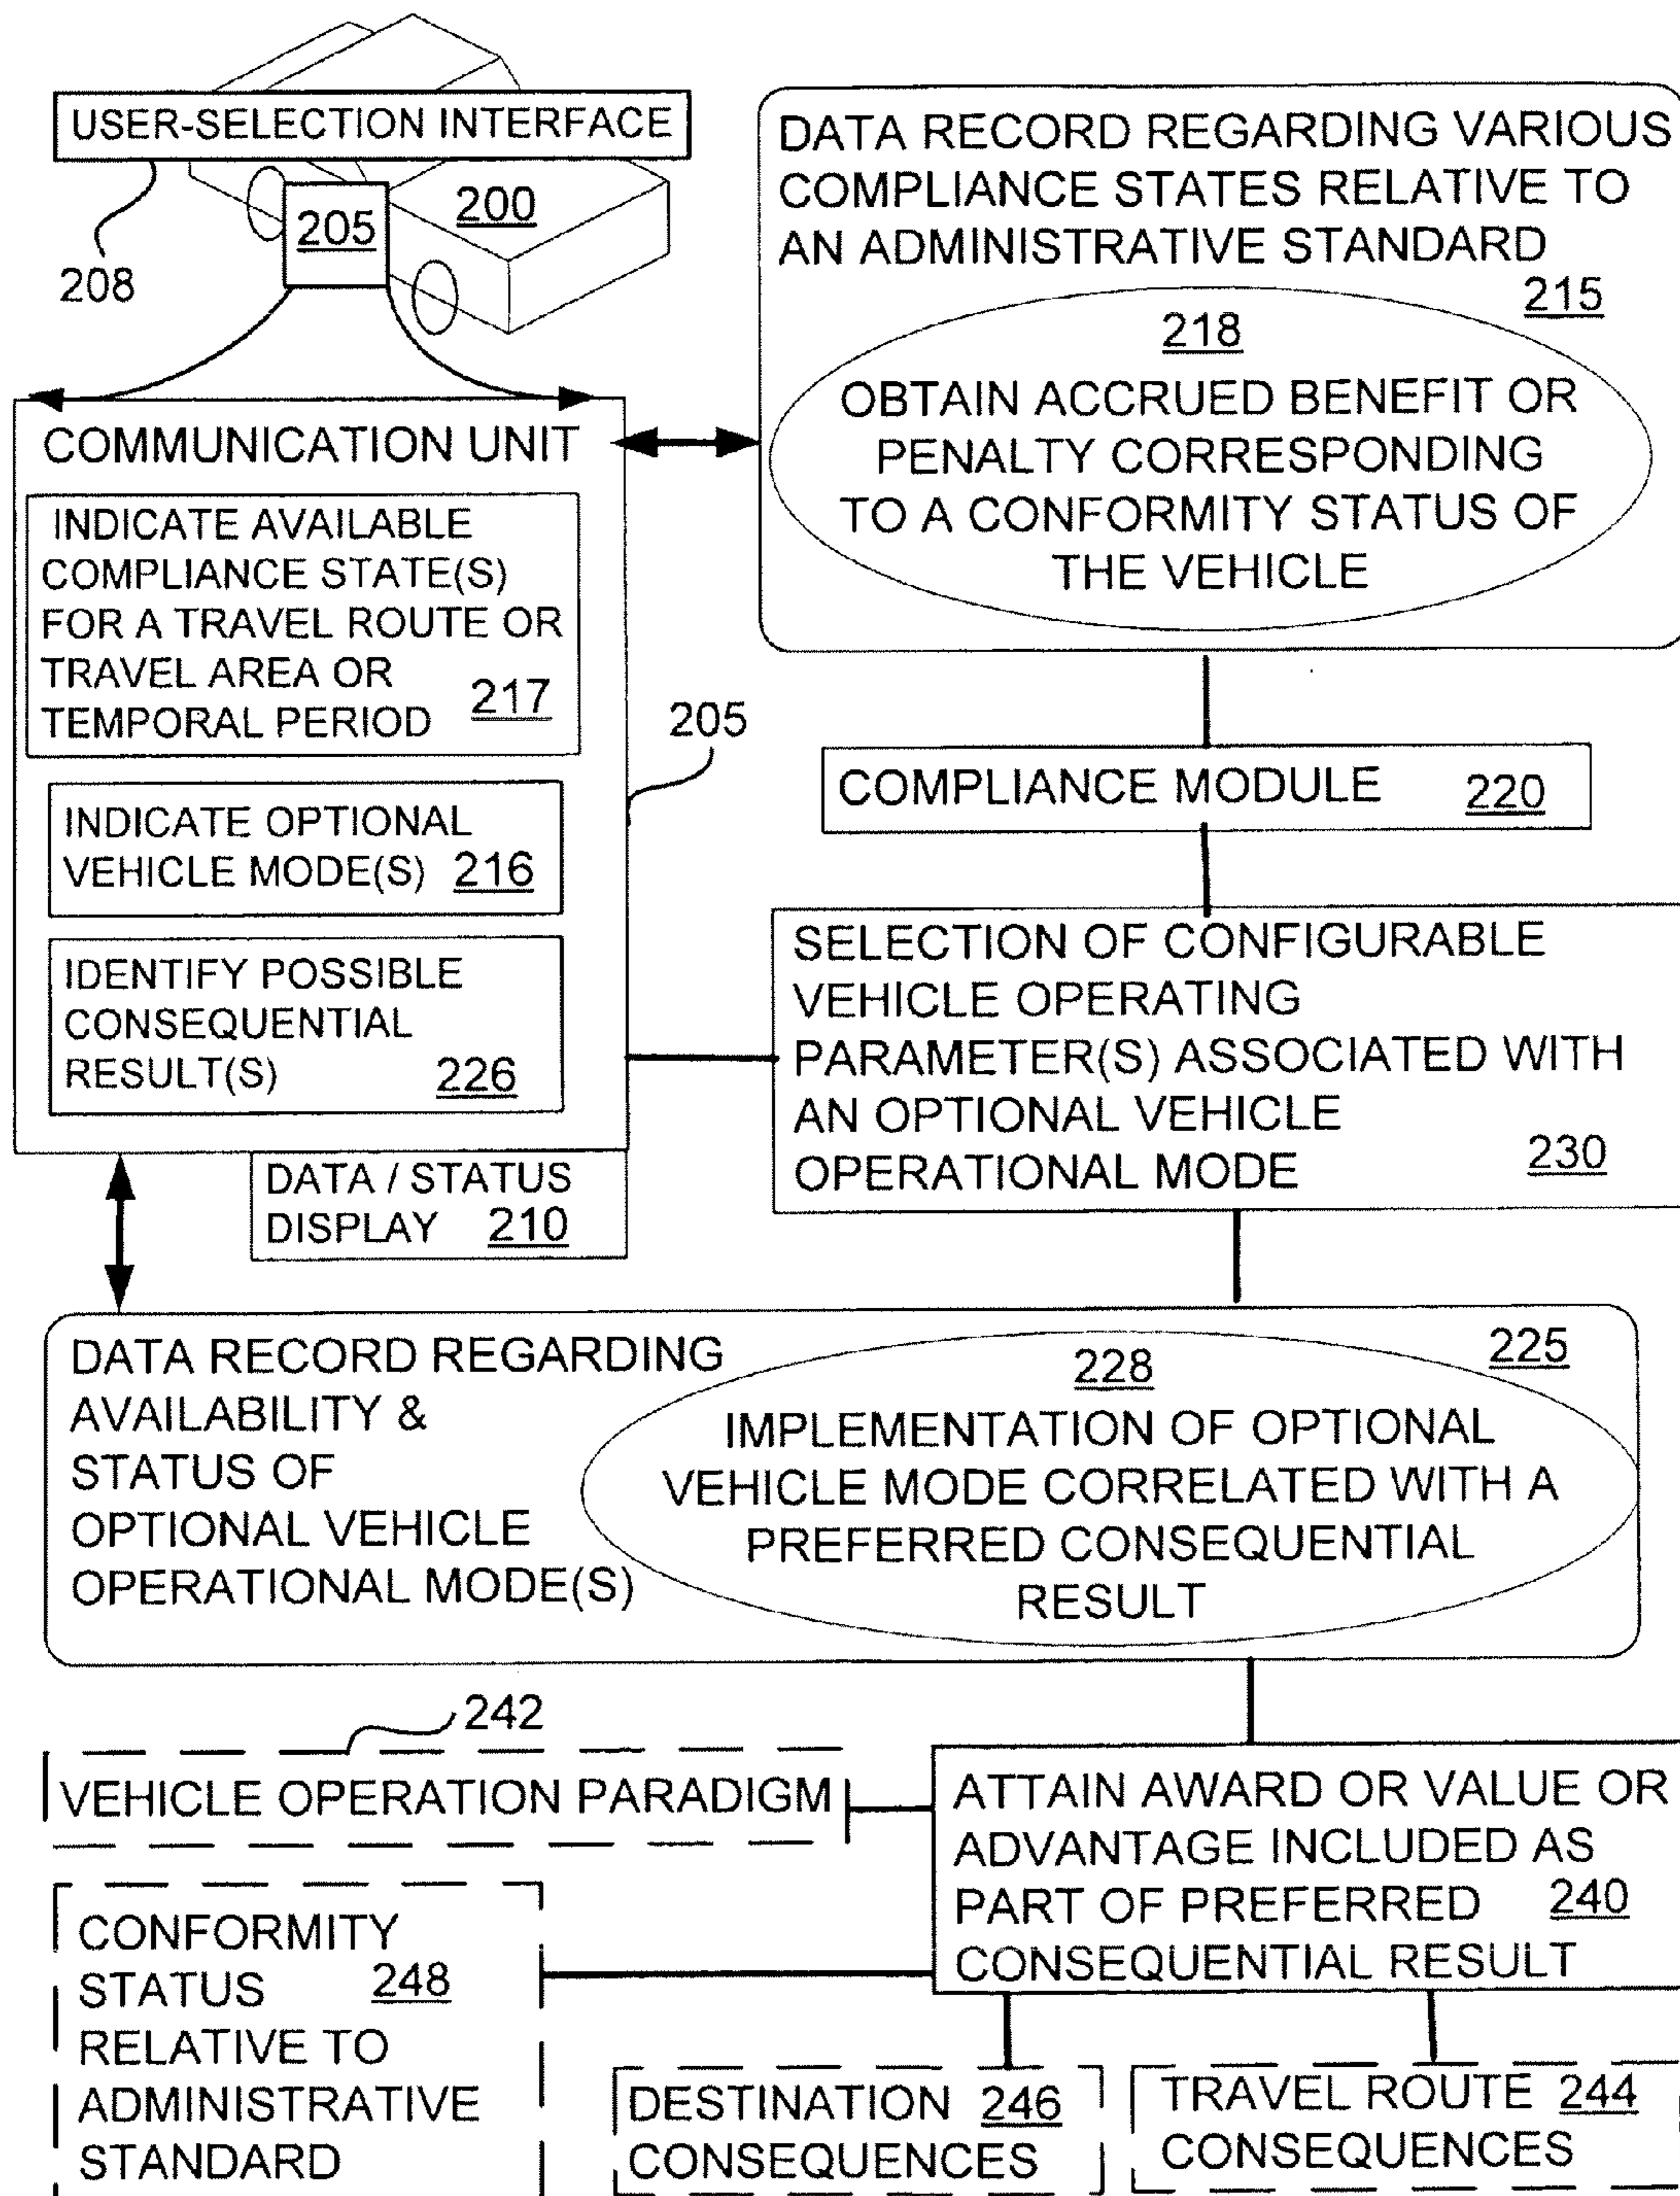 USER-SELECTION INTERFACE
200
205
208
DATA RECORD REGARDING VARIOUS
COMPLIANCE STATES RELATIVE TO
AN ADMINISTRATIVE STANDARD
215
218
OBTAIN ACCRUED BENEFIT OR
PENALTY CORRESPONDING
TO A CONFORMITY STATUS OF
THE VEHICLE
COMMUNICATION UNIT
INDICATE AVAILABLE
COMPLIANCE STATE(S)
FOR A TRAVEL ROUTE OR
TRAVEL AREA OR
TEMPORAL PERIOD 217
205
INDICATE OPTIONAL
VEHICLE MODE(S) 216
IDENTIFY POSSIBLE
CONSEQUENTIAL
RESULT(S) 226
DATA / STATUS
DISPLAY 210
COMPLIANCE MODULE 220
SELECTION OF CONFIGURABLE
VEHICLE OPERATING
PARAMETER(S) ASSOCIATED WITH
AN OPTIONAL VEHICLE
OPERATIONAL MODE 230
DATA RECORD REGARDING
AVAILABILITY &
STATUS OF
OPTIONAL VEHICLE
OPERATIONAL MODE(S)
225
228
IMPLEMENTATION OF OPTIONAL
VEHICLE MODE CORRELATED WITH A
PREFERRED CONSEQUENTIAL
RESULT
242
VEHICLE OPERATION PARADIGM
ATTAIN AWARD OR VALUE OR
ADVANTAGE INCLUDED AS
PART OF PREFERRED 240
CONSEQUENTIAL RESULT
CONFORMITY
STATUS 248
RELATIVE TO
ADMINISTRATIVE
STANDARD
DESTINATION 246
CONSEQUENCES
TRAVEL ROUTE 244
CONSEQUENCES